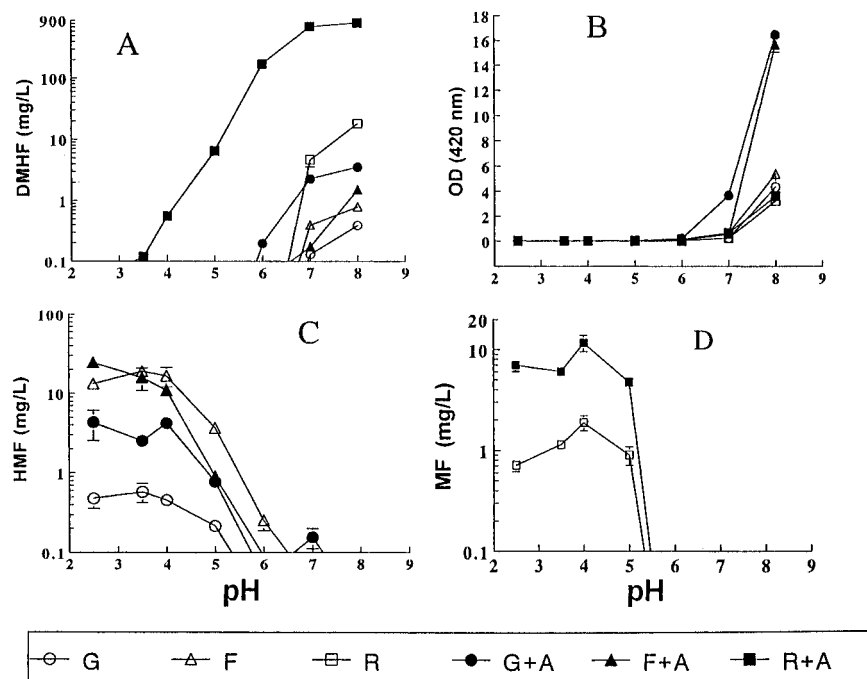 A
DMHF (mg/L)
900
100
10
1
0.1
2 3 4 5 6 7 8 9
B
OD (420 nm)
18
16
14
12
10
8
6
4
2
0
2 3 4 5 6 7 8 9
C
HMF (mg/L)
100
10
1
0.1
2 3 4 5 6 7 8 9
pH
D
MF (mg/L)
20
10
1
0.1
2 3 4 5 6 7 8 9
pH
G F R G+A F+A R+A